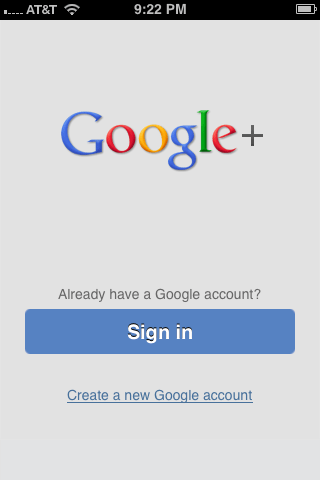 AT&T 9:22 PM
Google+
Already have a Google account?
Sign in
Create a new Google account